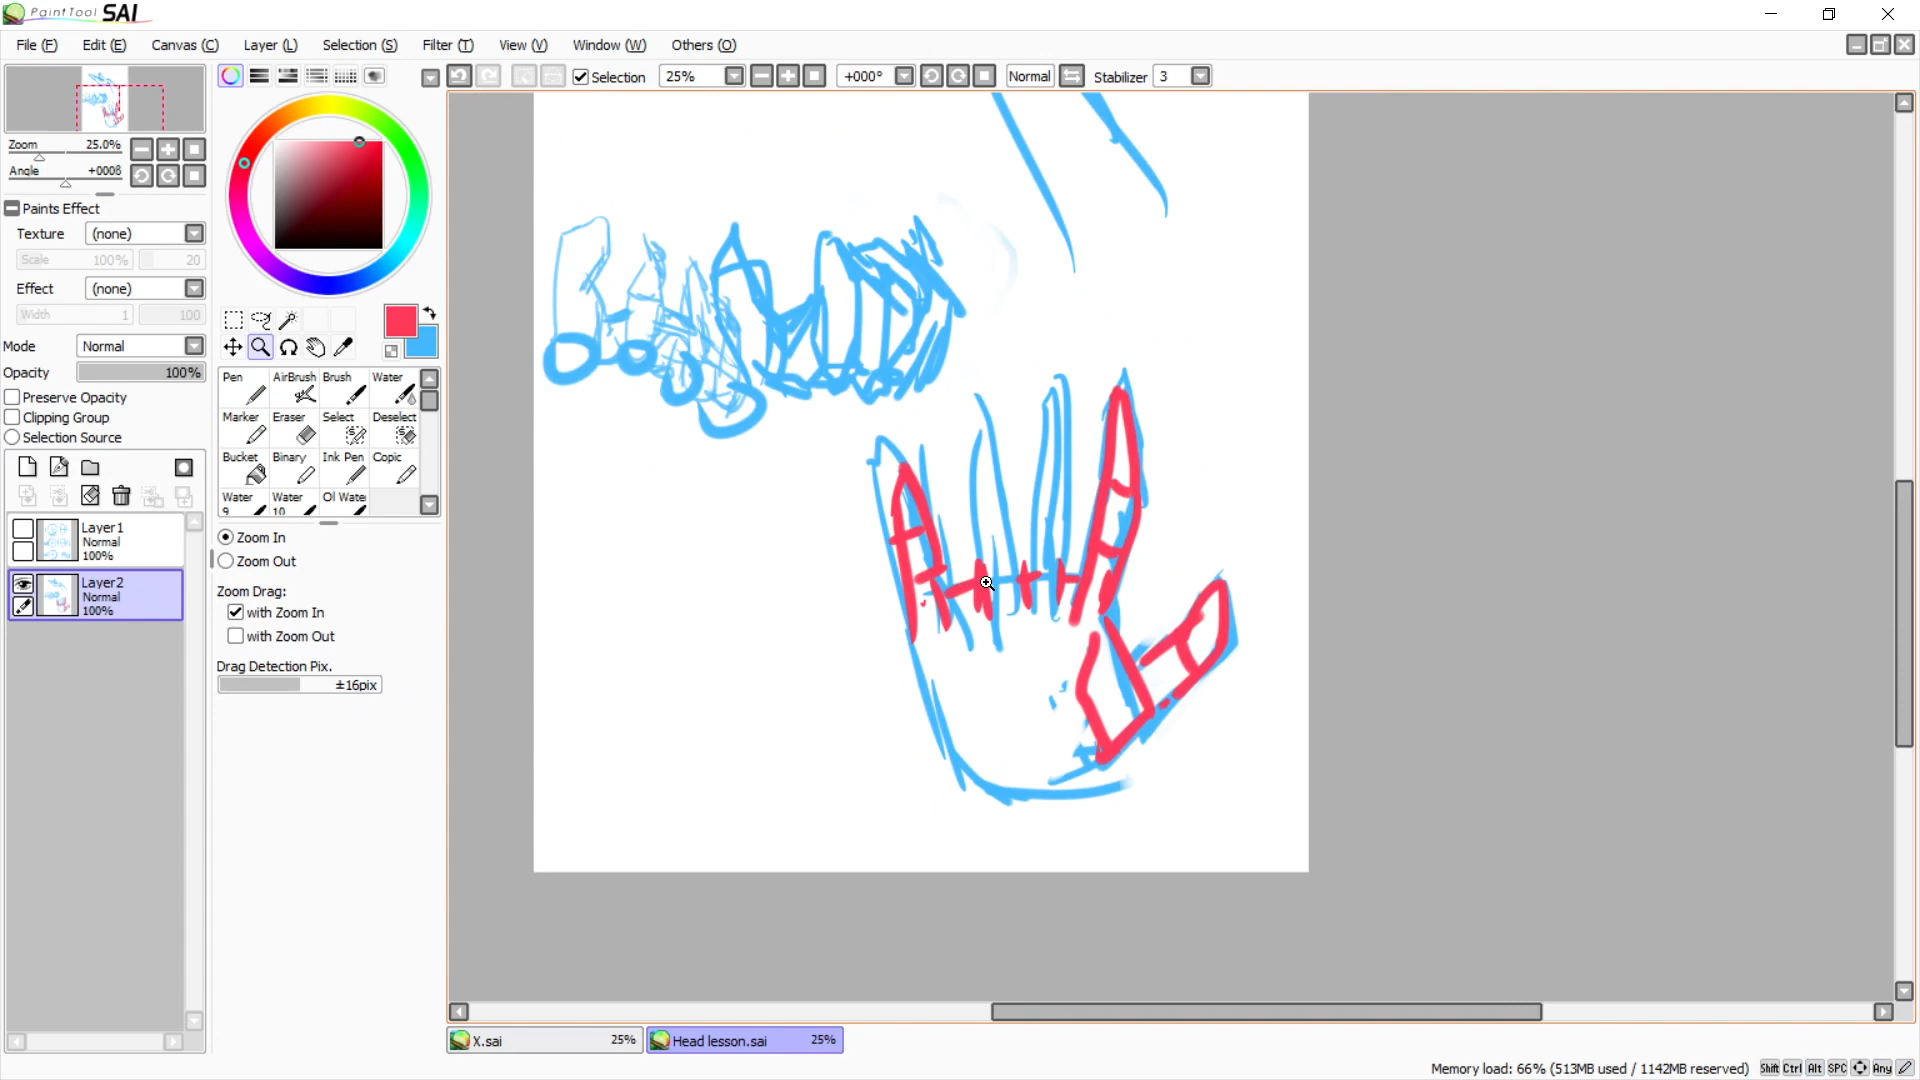 PaintTool SAI
File (F) Edit (E) Canvas (C) Layer (L) Selection (S) Filter (T) View (V) Window (W) Others (O)
Selection 25% +000° Normal Stabilizer 3
Zoom 25.0%
Angle +000ß
Paints Effect
Texture (none)
Scale 100% 20
Effect (none)
Width 1 100
Mode Normal
Opacity 100%
Preserve Opacity
Clipping Group
Selection Source
Layer1
Normal
100%
Layer2
Normal
100%
Pen AirBrush Brush Water
Marker Eraser Select Deselect
Bucket Binary Ink Pen Copic
Water Water Ol Wate
9 10
Zoom In
Zoom Out
Zoom Drag:
with Zoom In
with Zoom Out
Drag Detection Pix.
±16pix
X.sai 25% Head lesson.sai 25%
Memory load: 66% (513MB used / 1142MB reserved) Shift Ctrl Alt SPC Any